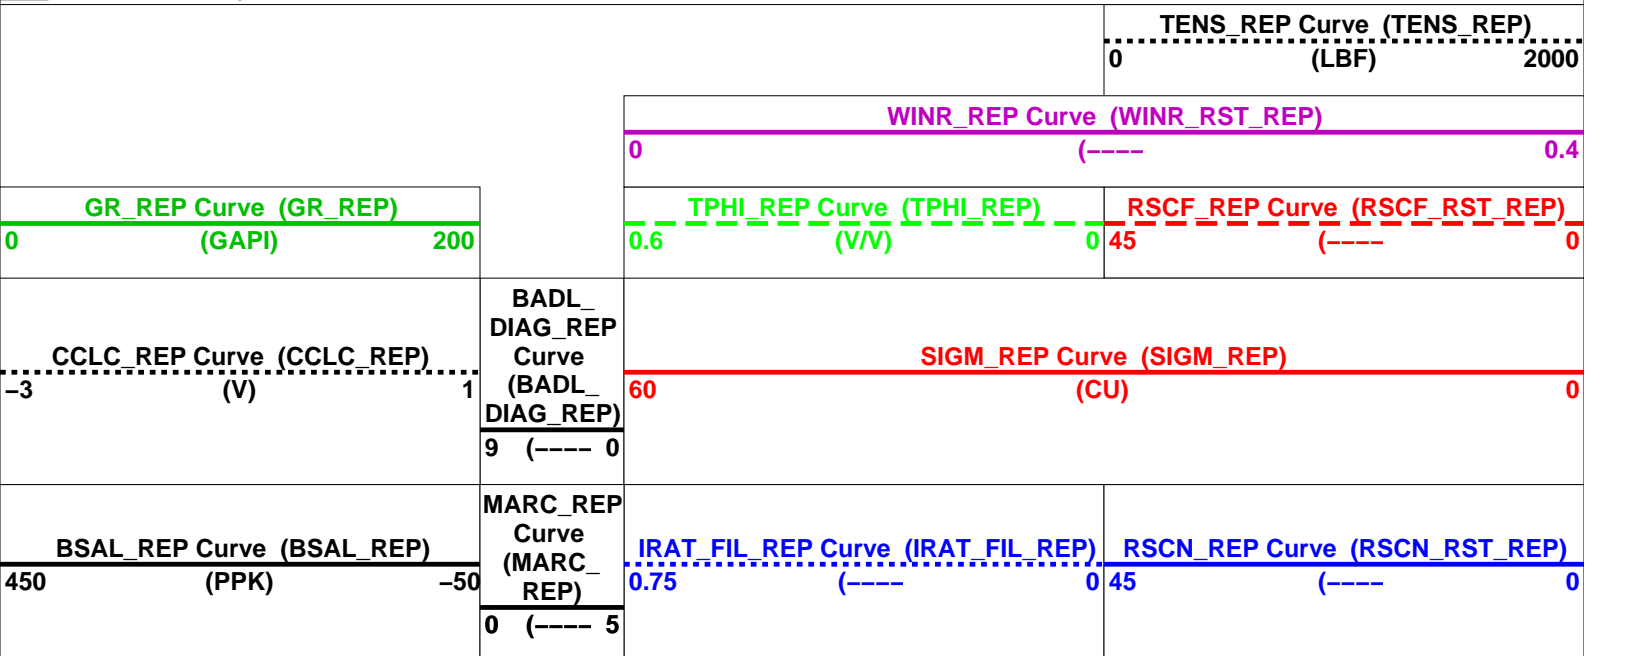 TENS_REP Curve (TENS_REP)
0 (LBF) 2000
WINR_REP Curve (WINR_RST_REP)
0 (−−−− 0.4
GR_REP Curve (GR_REP)
0 (GAPI) 200
TPHI_REP Curve (TPHI_REP)
0.6 (V/V) 0
RSCF_REP Curve (RSCF_RST_REP)
45 (−−−− 0
CCLC_REP Curve (CCLC_REP)
−3 (V) 1
BADL_
DIAG_REP
Curve
(BADL_
DIAG_REP)
9 (−−−− 0
SIGM_REP Curve (SIGM_REP)
60 (CU) 0
BSAL_REP Curve (BSAL_REP)
450 (PPK) −50
MARC_REP
Curve
(MARC_
REP)
0 (−−−− 5
IRAT_FIL_REP Curve (IRAT_FIL_REP)
0.75 (−−−− 0
RSCN_REP Curve (RSCN_RST_REP)
45 (−−−− 0